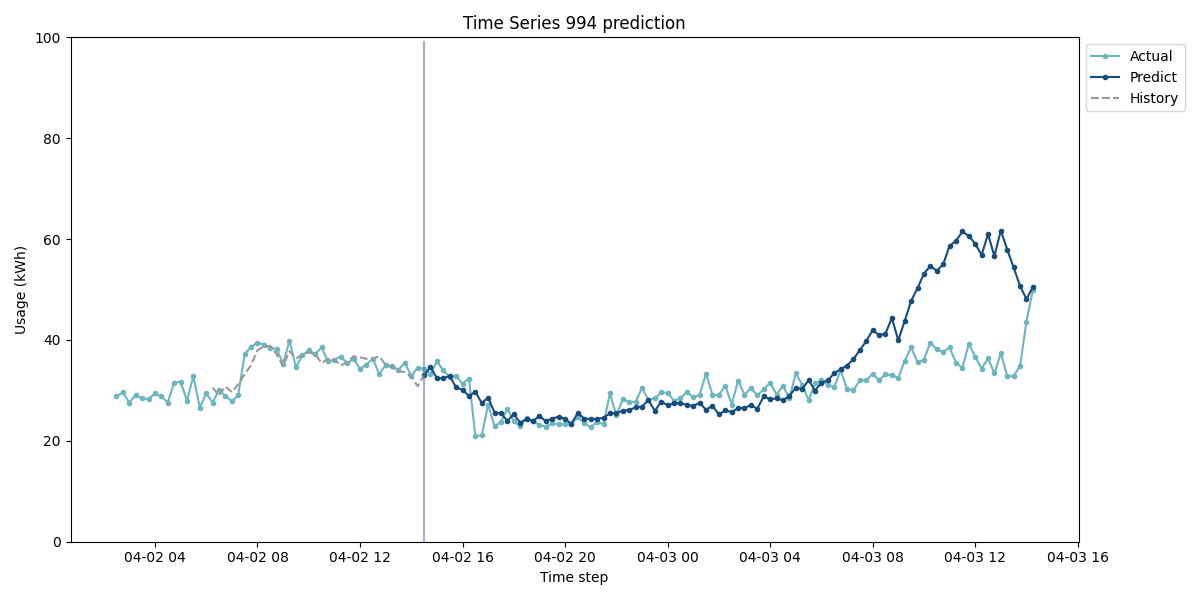 Time Series 994 prediction
Usage (kWh)
100
80
60
40
20
0
04-02 04
04-02 08
04-02 12
04-02 16
04-02 20
04-03 00
04-03 04
04-03 08
04-03 12
04-03 16
Time step
Actual
Predict
History